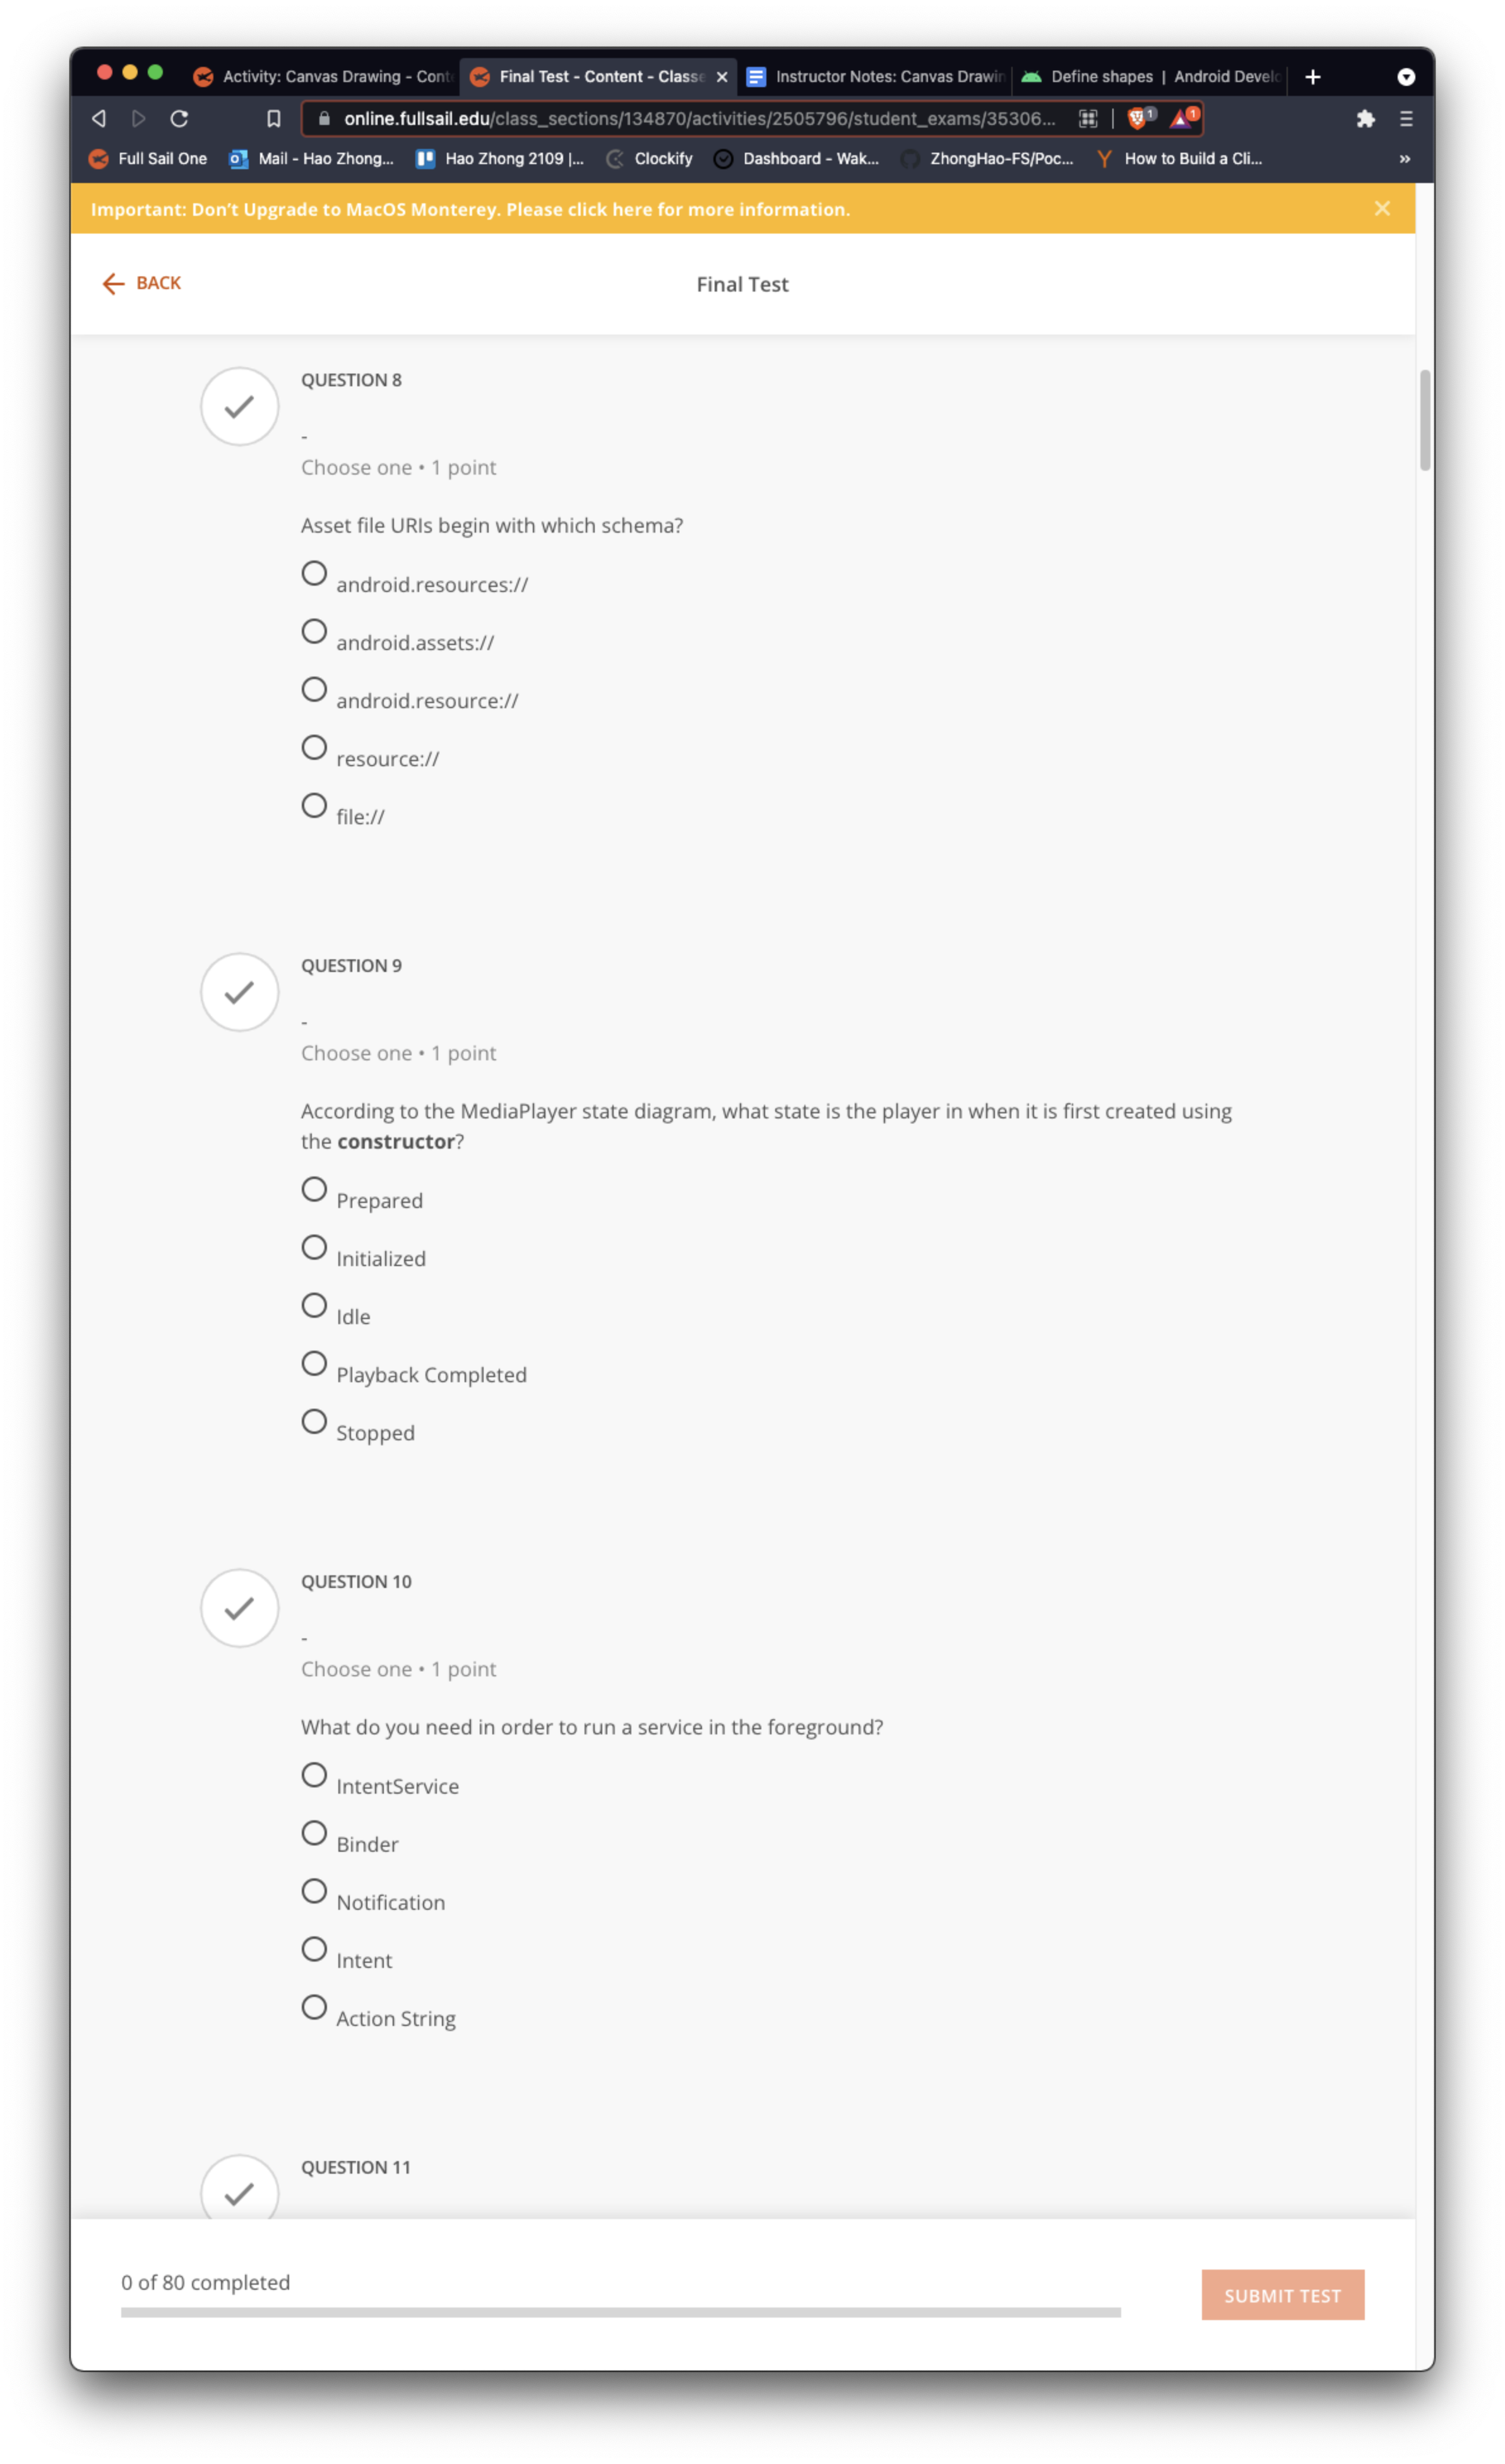 Activity: Canvas Drawing - Cont
Final Test - Content - Classe
Instructor Notes: Canvas Drawin
Define shapes | Android Develo
online.fullsail.edu/class_sections/134870/activities/2505796/student_exams/35306...
1
1
Full Sail One
Mail - Hao Zhong...
Hao Zhong 2109 |...
Clockify
Dashboard - Wak...
ZhongHao-FS/Poc...
How to Build a Cli...
»
Important: Don't Upgrade to MacOS Monterey. Please click here for more information.
BACK
Final Test
QUESTION 8
-
Choose one • 1 point
Asset file URIs begin with which schema?
android.resources://
android.assets://
android.resource://
resource://
file://
QUESTION 9
-
Choose one • 1 point
According to the MediaPlayer state diagram, what state is the player in when it is first created using
the constructor?
Prepared
Initialized
Idle
Playback Completed
Stopped
QUESTION 10
-
Choose one • 1 point
What do you need in order to run a service in the foreground?
IntentService
Binder
Notification
Intent
Action String
QUESTION 11
0 of 80 completed
SUBMIT TEST